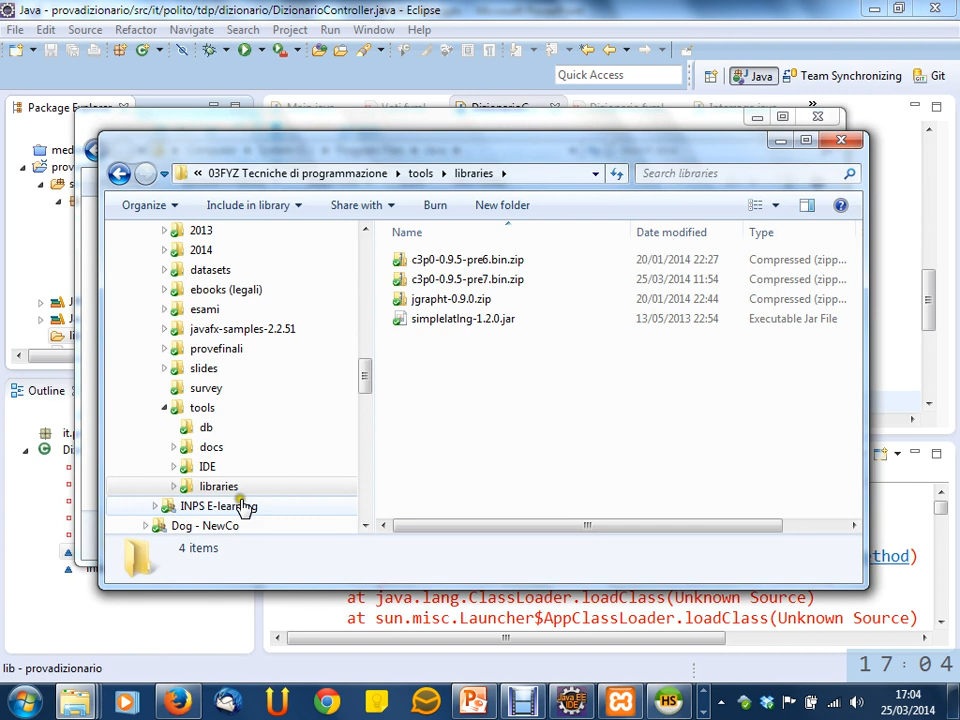 Java - provadizionario/src/it/polito/tdp/dizionario/DizionarioController.java - Eclipse
File Edit Source Refactor Navigate Search Project Run Window Help
Quick Access
Java
Team Synchronizing
Git
Package Explorer
03FYZ Tecniche di programmazione
tools
libraries
Search libraries
Organize
Include in library
Share with
Burn
New folder
2013
2014
datasets
ebooks (legali)
esami
javafx-samples-2.2.51
provefinali
slides
survey
tools
db
docs
IDE
libraries
INPS E-learning
Dog - NewCo
Name Date modified Type
c3p0-0.9.5-pre6.bin.zip 20/01/2014 22:27 Compressed (zipp...
c3p0-0.9.5-pre7.bin.zip 25/03/2014 11:54 Compressed (zipp...
jgrapht-0.9.0.zip 20/01/2014 22:44 Compressed (zipp...
simplelatlng-1.2.0.jar 13/05/2013 22:54 Executable Jar File
4 items
Outline
it.p
at java.lang.ClassLoader.loadClass(Unknown Source)
at sun.misc.Launcher$AppClassLoader.loadClass(Unknown Source)
lib - provadizionario
17:04
17:04
25/03/2014